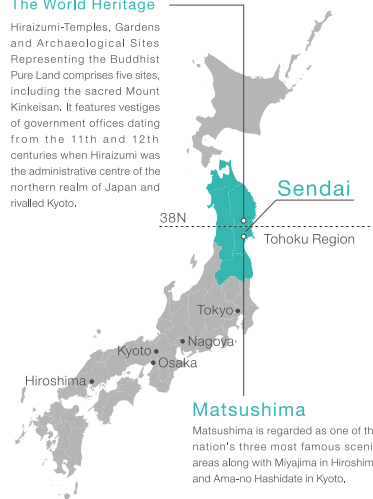 The World Heritage
Hiraizumi-Temples, Gardens
and Archaeological Sites
Representing the Buddhist
Pure Land comprises five sites,
including the sacred Mount
Kinkeisan. It features vestiges
of government offices dating
from the 11th and 12th
centuries when Hiraizumi was
the administrative centre of the
northern realm of Japan and
rivalled Kyoto.
Sendai
38N
Tohoku Region
Tokyo
Nagoya
Kyoto
Osaka
Hiroshima
Matsushima
Matsushima is regarded as one of th
nation's three most famous sceni
areas along with Miyajima in Hiroshim
and Ama-no Hashidate in Kyoto.